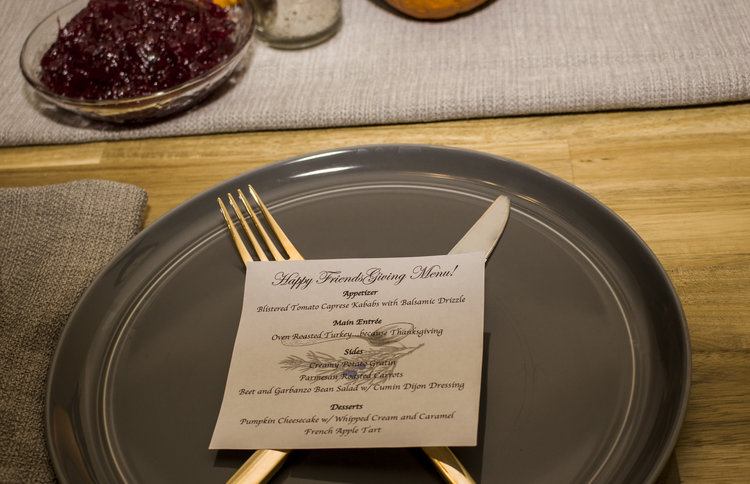 Happy FriendsGiving Menu!
Appetizer
Blistered Tomato Caprese Kababs with Balsamic Drizzle
Main Entrée
Oven Roasted Turkey...because Thanksgiving
Sides
Creamy Potato Gratin
Parmesan Roasted Carrots
Beet and Garbanzo Bean Salad w/ Cumin Dijon Dressing
Desserts
Pumpkin Cheesecake w/ Whipped Cream and Caramel
French Apple Tart